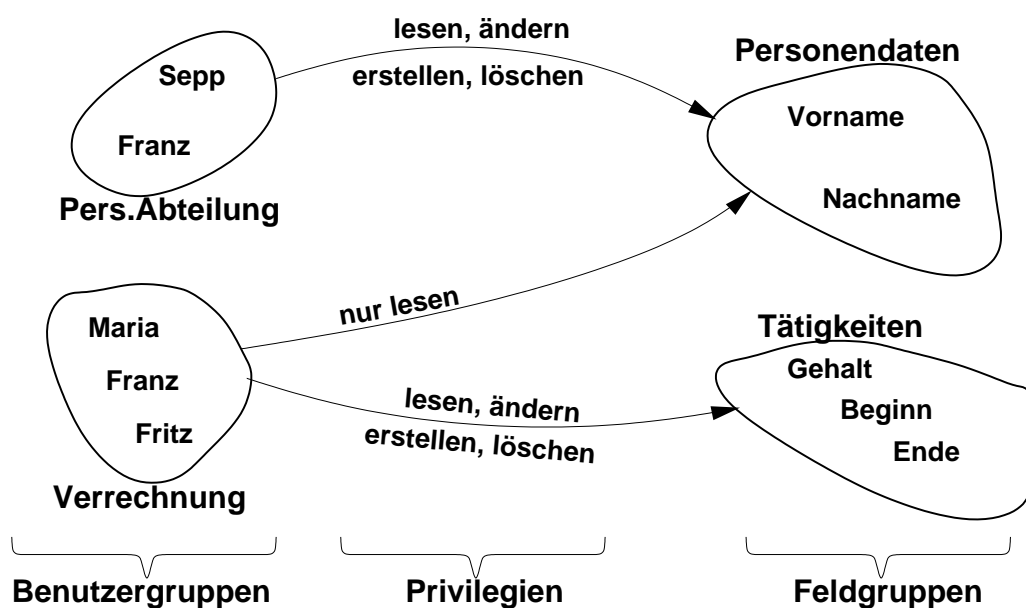 lesen, ändern
erstellen, löschen
Personendaten
Sepp
Franz
Pers.Abteilung
Vorname
Nachname
nur lesen
Maria
Franz
Fritz
Verrechnung
lesen, ändern
erstellen, löschen
Tätigkeiten
Gehalt
Beginn
Ende
Benutzergruppen
Privilegien
Feldgruppen